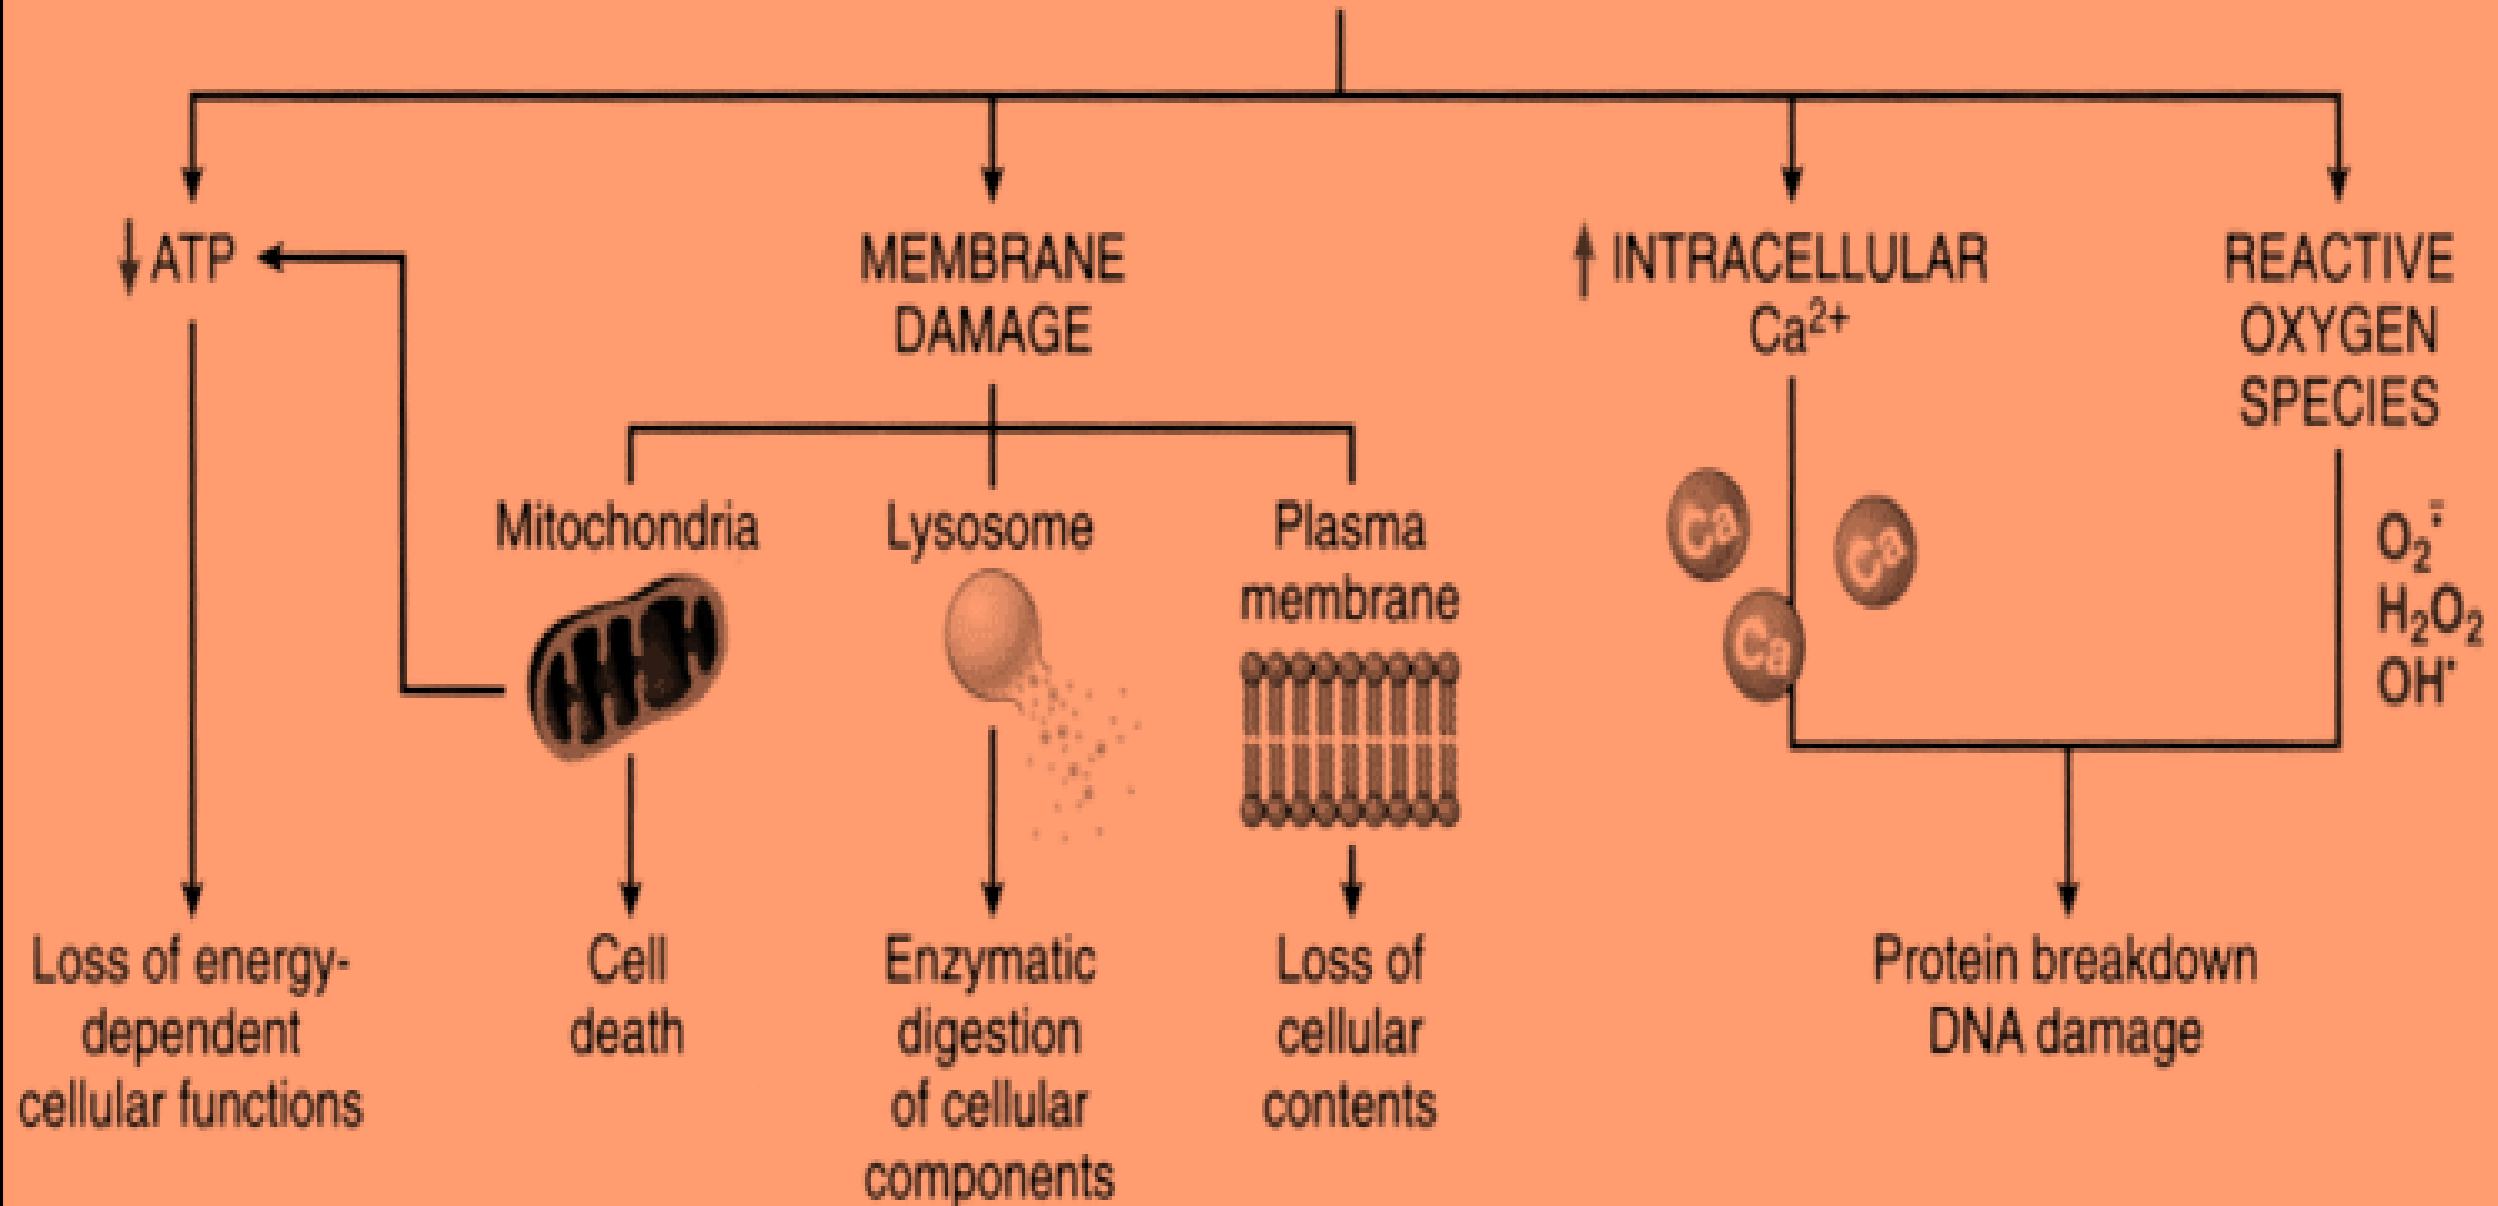 ↓ ATP
MEMBRANE
DAMAGE
↑ INTRACELLULAR
Ca²⁺
REACTIVE
OXYGEN
SPECIES
Mitochondria
Lysosome
Plasma
membrane
Ca
Ca
Ca
O₂•̄
H₂O₂
OH•
Loss of energy-
dependent
cellular functions
Cell
death
Enzymatic
digestion
of cellular
components
Loss of
cellular
contents
Protein breakdown
DNA damage